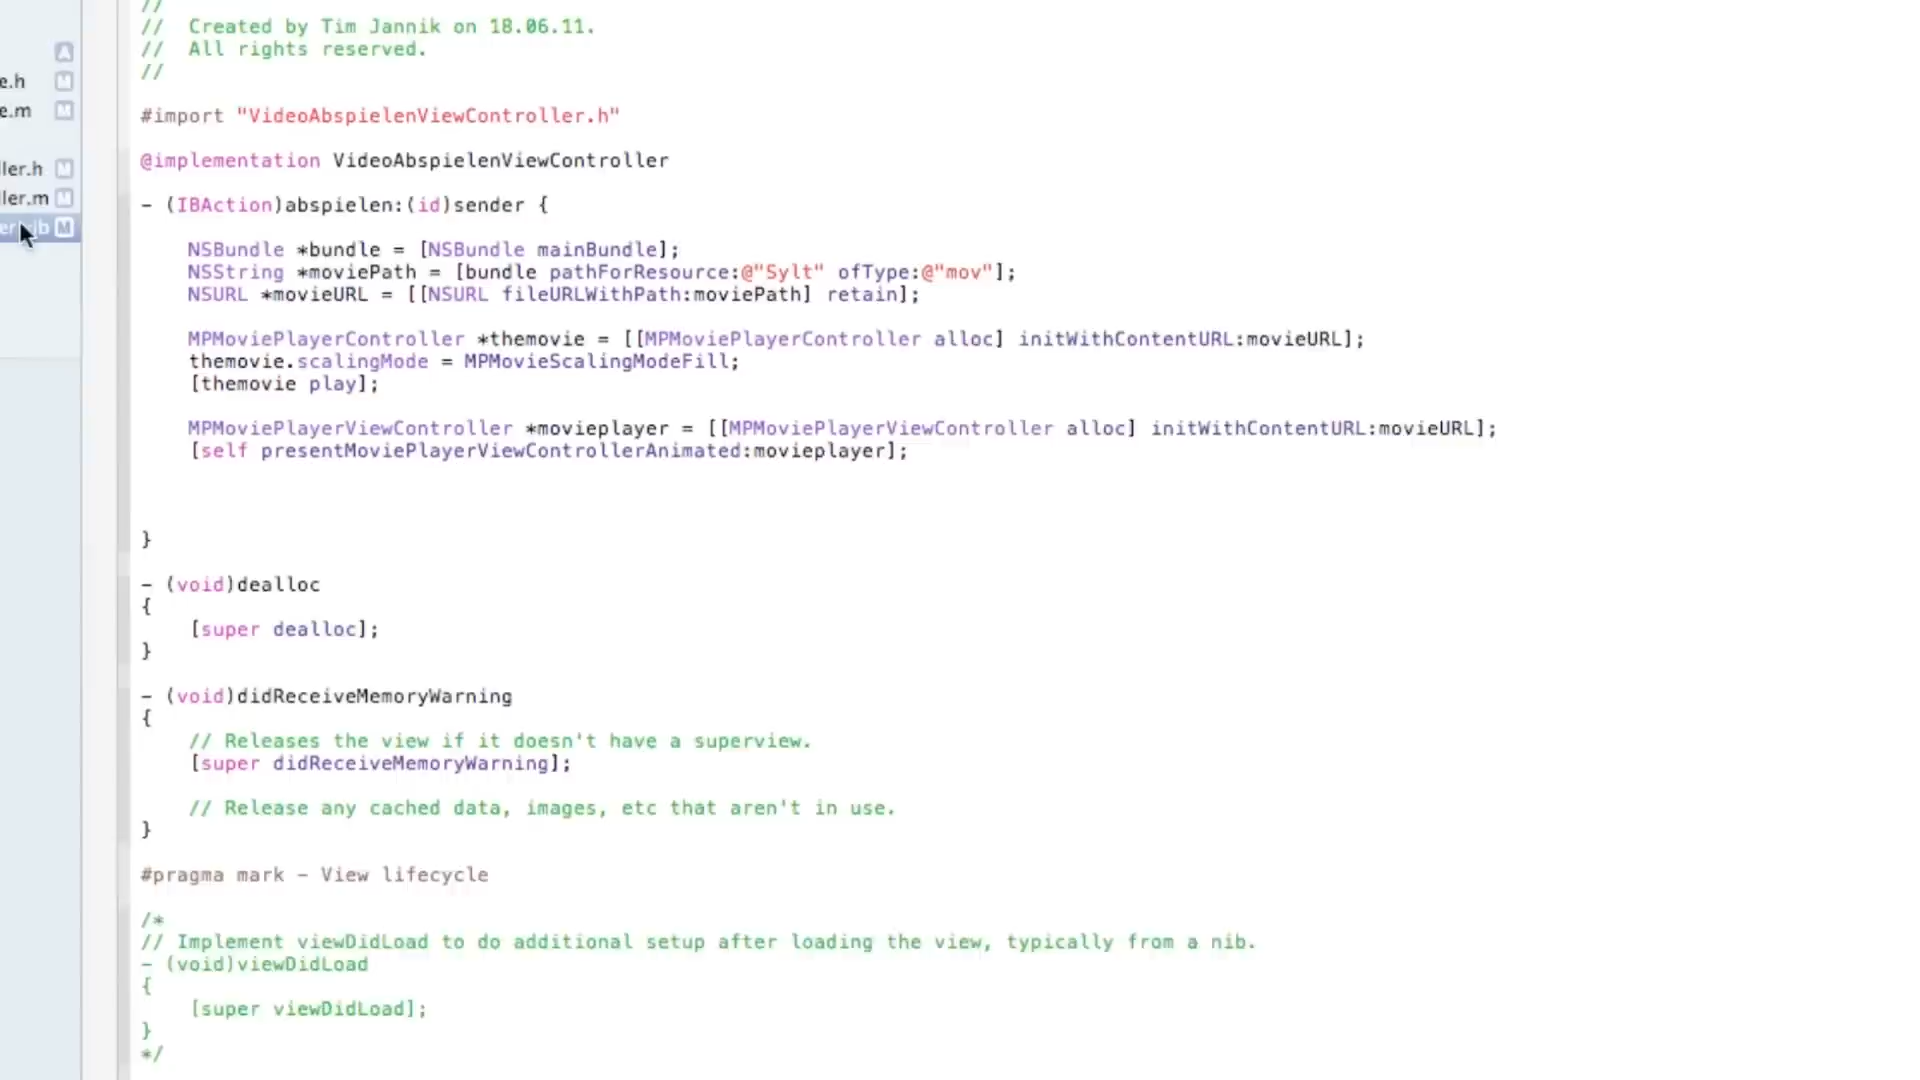 //
//  Created by Tim Jannik on 18.06.11.
//  All rights reserved.
//
A
e.h M
e.m M
ller.h M
ller.m M
M
#import "VideoAbspielenViewController.h"
@implementation VideoAbspielenViewController
- (IBAction)abspielen:(id)sender {
    NSBundle *bundle = [NSBundle mainBundle];
    NSString *moviePath = [bundle pathForResource:@"Sylt" ofType:@"mov"];
    NSURL *movieURL = [[NSURL fileURLWithPath:moviePath] retain];
    MPMoviePlayerController *themovie = [[MPMoviePlayerController alloc] initWithContentURL:movieURL];
    themovie.scalingMode = MPMovieScalingModeFill;
    [themovie play];
    MPMoviePlayerViewController *movieplayer = [[MPMoviePlayerViewController alloc] initWithContentURL:movieURL];
    [self presentMoviePlayerViewControllerAnimated:movieplayer];
}
- (void)dealloc
{
    [super dealloc];
}
- (void)didReceiveMemoryWarning
{
    // Releases the view if it doesn't have a superview.
    [super didReceiveMemoryWarning];
    // Release any cached data, images, etc that aren't in use.
}
#pragma mark - View lifecycle
/*
// Implement viewDidLoad to do additional setup after loading the view, typically from a nib.
- (void)viewDidLoad
{
    [super viewDidLoad];
}
*/